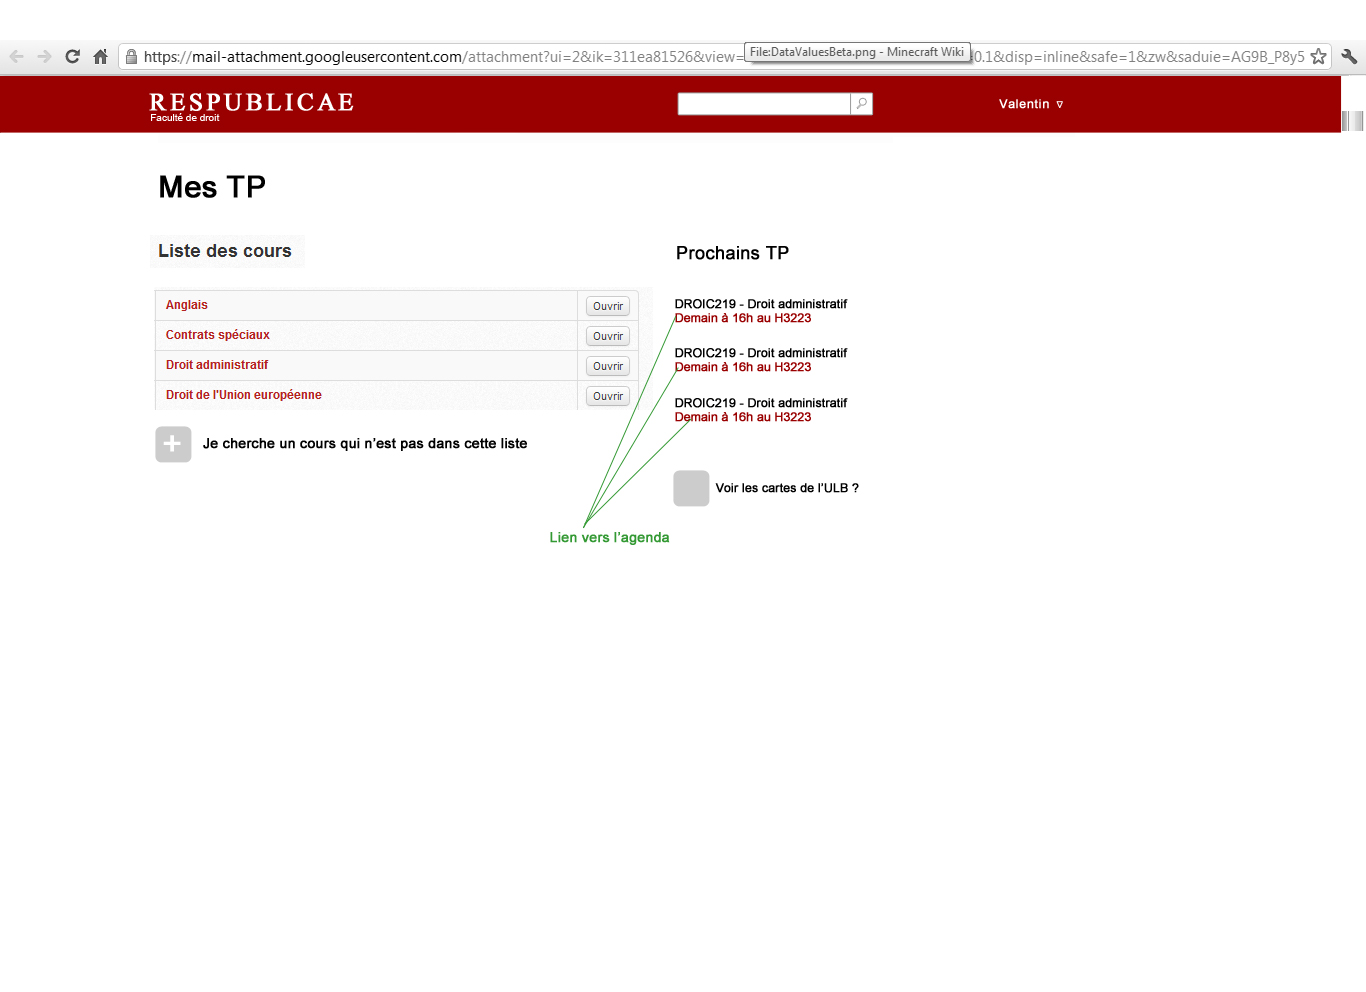 https://mail-attachment.googleusercontent.com/attachment?ui=2&ik=311ea81526&view= 0.1&disp=inline&safe=1&zw&saduie=AG9B_P8y5
File:DataValuesBeta.png - Minecraft Wiki
RESPUBLICAE
Faculté de droit
Valentin
Mes TP
Liste des cours
Anglais Ouvrir
Contrats spéciaux Ouvrir
Droit administratif Ouvrir
Droit de l'Union européenne Ouvrir
Je cherche un cours qui n'est pas dans cette liste
Prochains TP
DROIC219 - Droit administratif
Demain à 16h au H3223
DROIC219 - Droit administratif
Demain à 16h au H3223
DROIC219 - Droit administratif
Demain à 16h au H3223
Voir les cartes de l'ULB ?
Lien vers l'agenda